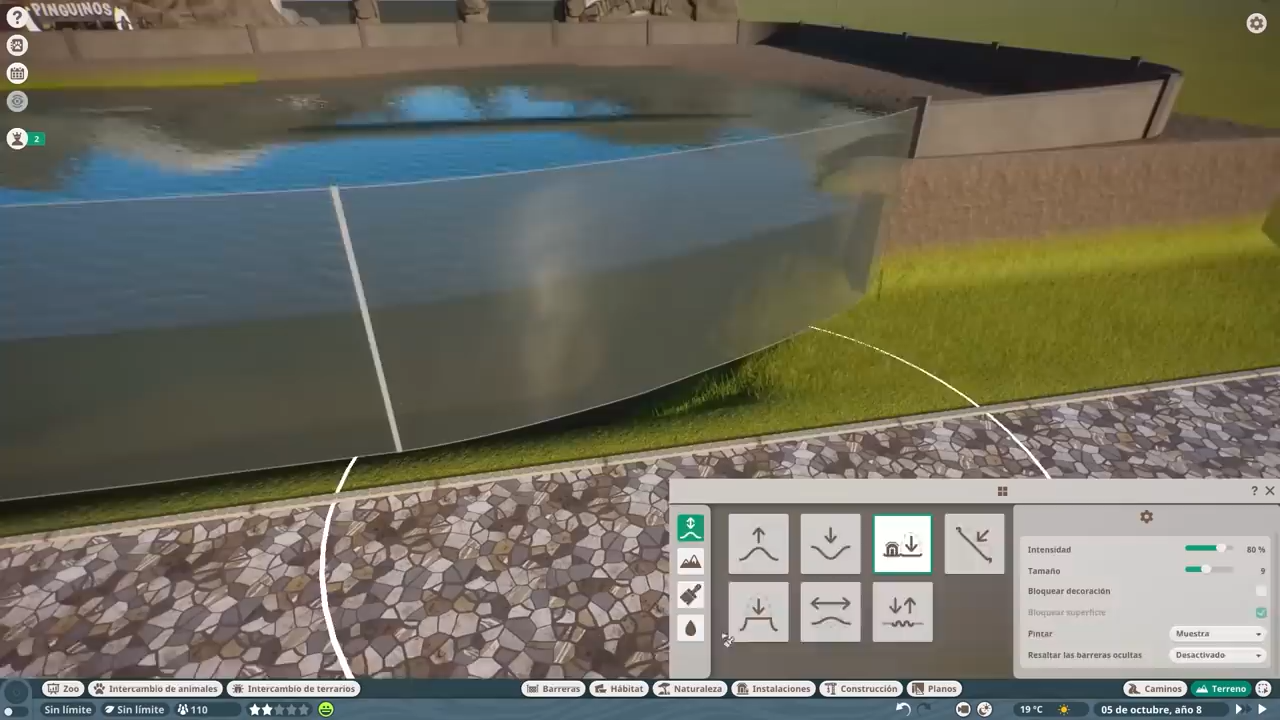 PINGUINOS
2
Intensidad 80 %
Tamaño 9
Bloquear decoración
Bloquear superficie
Pintar Muestra
Resaltar las barreras ocultas Desactivado
Zoo Intercambio de animales Intercambio de terrarios Barreras Hábitat Naturaleza Instalaciones Construcción Planos Caminos Terreno
Sin límite Sin límite 110 19 °C 05 de octubre, año 8